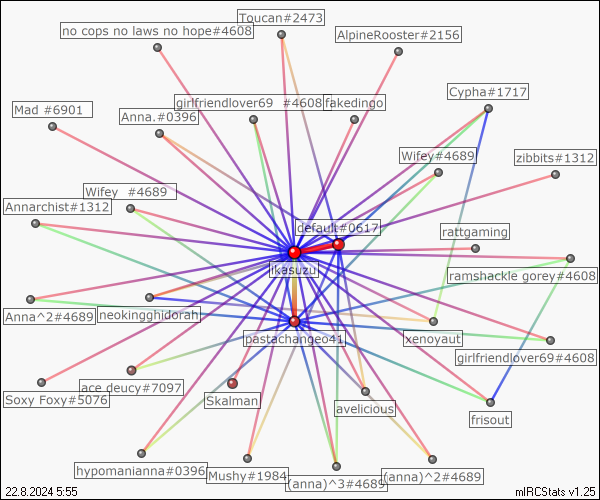 Toucan#2473
no cops no laws no hope#4608
AlpineRooster#2156
Cypha#1717
girlfriendlover69 #4608
fakedingo
Mad #6901
Anna.#0396
Wifey#4689
zibbits#1312
Wifey #4689
Annarchist#1312
default#0617
rattgaming
ikasuzu
ramshackle gorey#4608
Anna^2#4689
neokingghidorah
pastachangeo41
xenoyaut
girlfriendlover69#4608
ace deucy#7097
Soxy Foxy#5076
Skalman
avelicious
frisout
hypomanianna#0396
Mushy#1984
(anna)^3#4689
(anna)^2#4689
22.8.2024 5:55
mIRCStats v1.25